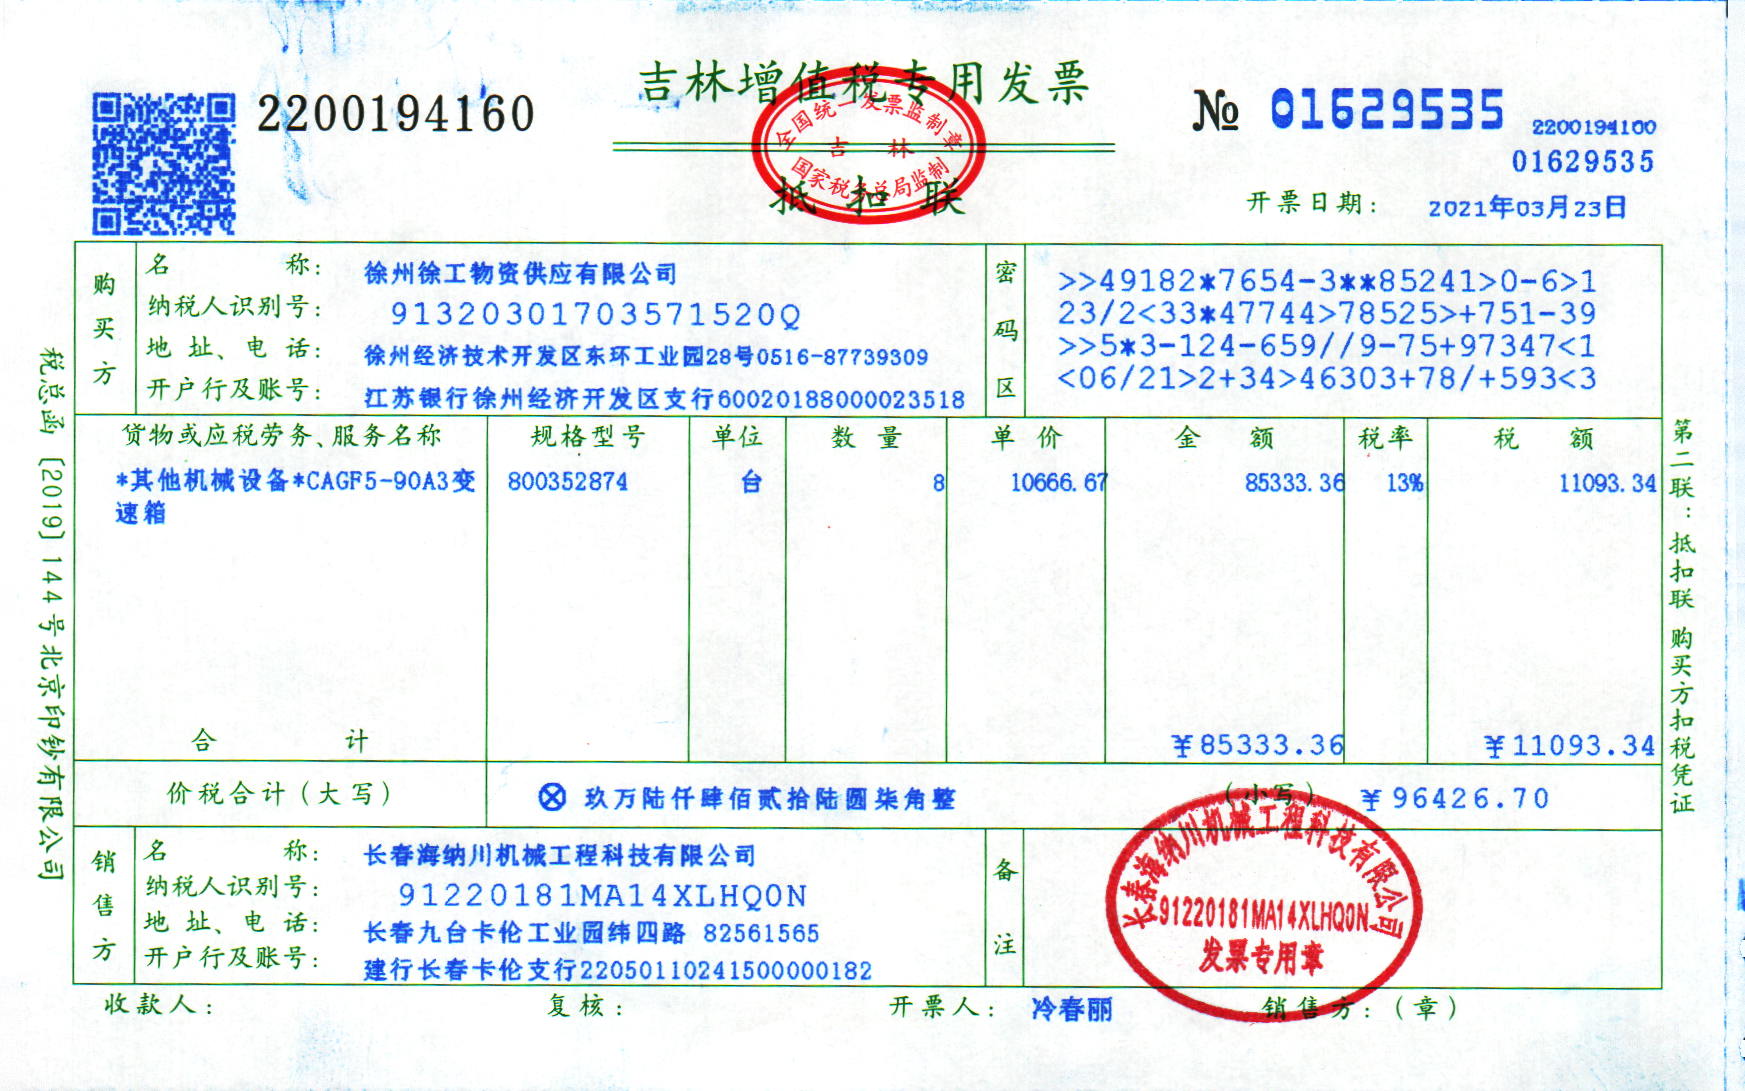 吉林增值税专用发票
2200194160
№ 01629535
2200194160
01629535
全国统一发票监制章
吉林
国家税务总局监制
抵扣联
开票日期： 2021年03月23日
税总函〔2019〕144号北京印钞有限公司
购买方
名称： 徐州徐工物资供应有限公司
纳税人识别号： 91320301703571520Q
地址、电话： 徐州经济技术开发区东环工业园28号0516-87739309
开户行及账号： 江苏银行徐州经济开发区支行60020188000023518
密码区
>>49182*7654-3**85241>0-6>1
23/2<33*47744>78525>+751-39
>>5*3-124-659//9-75+97347<1
<06/21>2+34>46303+78/+593<3
货物或应税劳务、服务名称 规格型号 单位 数量 单价 金额 税率 税额
*其他机械设备*CAGF5-90A3变 800352874 台 8 10666.67 85333.36 13% 11093.34
速箱
合计 ¥85333.36 ¥11093.34
价税合计（大写） ⊗ 玖万陆仟肆佰贰拾陆圆柒角整 （小写） ¥96426.70
销售方
名称： 长春海纳川机械工程科技有限公司
纳税人识别号： 91220181MA14XLHQ0N
地址、电话： 长春九台卡伦工业园纬四路 82561565
开户行及账号： 建行长春卡伦支行22050110241500000182
备注
长春海纳川机械工程科技有限公司
91220181MA14XLHQ0N
发票专用章
收款人： 复核： 开票人： 冷春丽 销售方：（章）
第二联：抵扣联 购买方扣税凭证